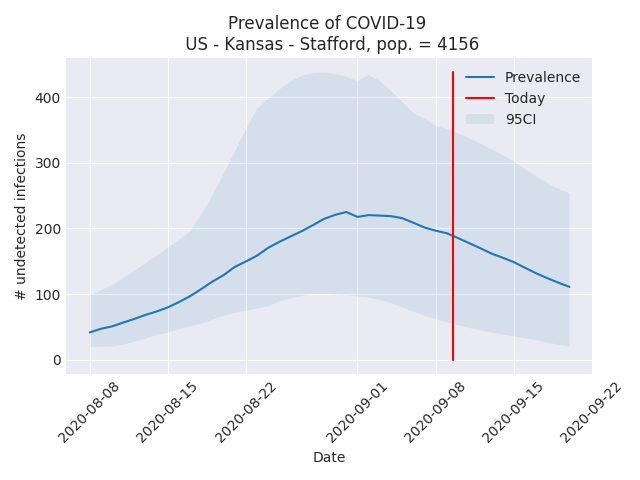 Prevalence of COVID-19
US - Kansas - Stafford, pop. = 4156
Prevalence
Today
95CI
# undetected infections
400
300
200
100
0
2020-08-08
2020-08-15
2020-08-22
2020-09-01
2020-09-08
2020-09-15
2020-09-22
Date